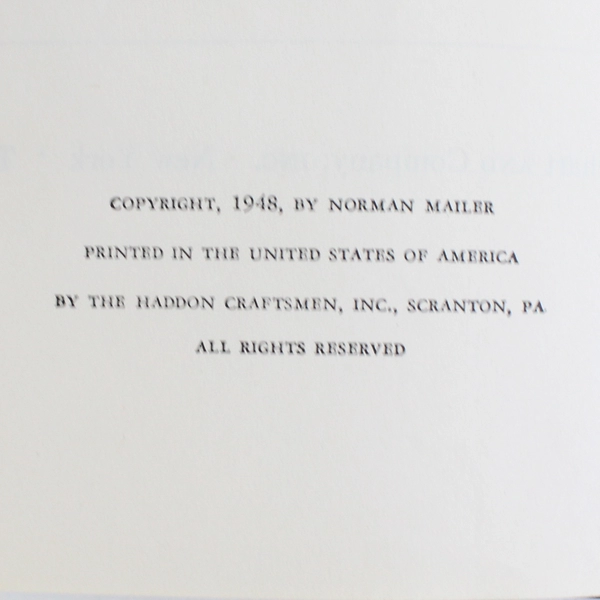 COPYRIGHT, 1948, BY NORMAN MAILER
PRINTED IN THE UNITED STATES OF AMERICA
BY THE HADDON CRAFTSMEN, INC., SCRANTON, PA
ALL RIGHTS RESERVED